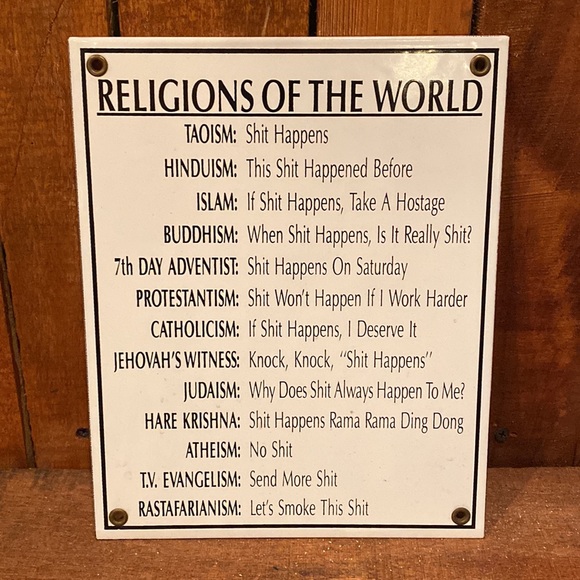 RELIGIONS OF THE WORLD
TAOISM: Shit Happens
HINDUISM: This Shit Happened Before
ISLAM: If Shit Happens, Take A Hostage
BUDDHISM: When Shit Happens, Is It Really Shit?
7th DAY ADVENTIST: Shit Happens On Saturday
PROTESTANTISM: Shit Won't Happen If I Work Harder
CATHOLICISM: If Shit Happens, I Deserve It
JEHOVAH'S WITNESS: Knock, Knock, “Shit Happens”
JUDAISM: Why Does Shit Always Happen To Me?
HARE KRISHNA: Shit Happens Rama Rama Ding Dong
ATHEISM: No Shit
T.V. EVANGELISM: Send More Shit
RASTAFARIANISM: Let's Smoke This Shit